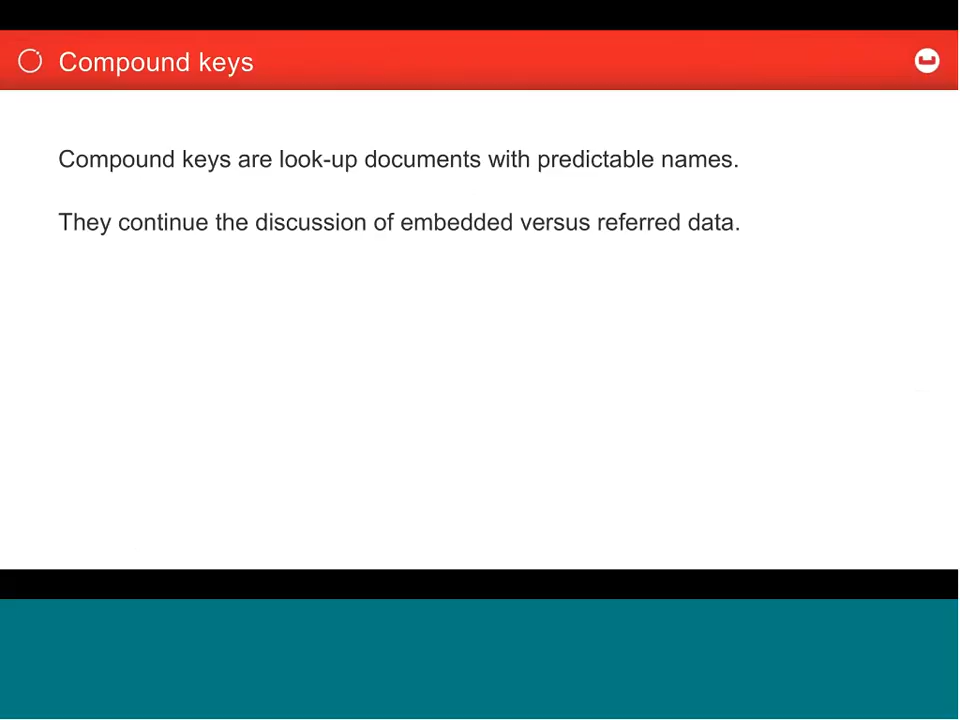 Compound keys
Compound keys are look-up documents with predictable names.
They continue the discussion of embedded versus referred data.